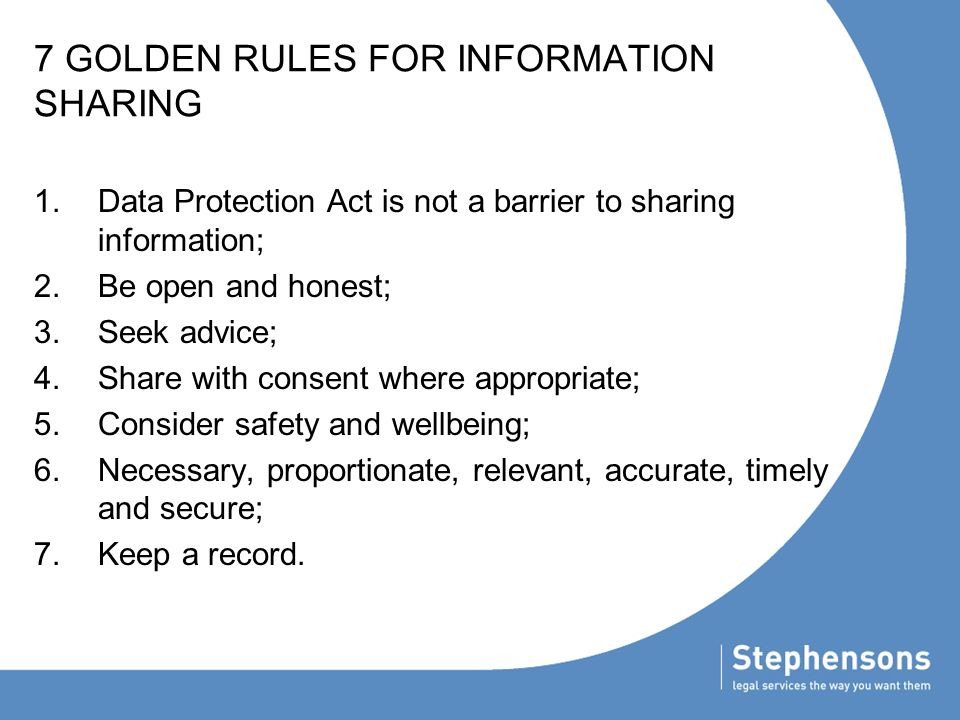 7 GOLDEN RULES FOR INFORMATION
SHARING
1. Data Protection Act is not a barrier to sharing
information;
2. Be open and honest;
3. Seek advice;
4. Share with consent where appropriate;
5. Consider safety and wellbeing;
6. Necessary, proportionate, relevant, accurate, timely
and secure;
7. Keep a record.
Stephensons
legal services the way you want them